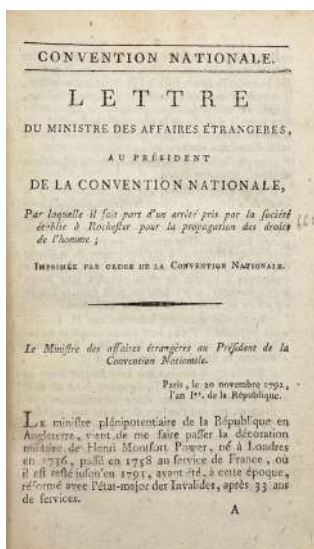 CONVENTION NATIONALE.
LETTRE
DU MINISTRE DES AFFAIRES ÉTRANGERES,
AU PRÉSIDENT
DE LA CONVENTION NATIONALE,
Par laquelle il fait part d'un arrêté pris par la société
établie à Rochester pour la propagation des droits
de l'homme ;
IMPRIMÉE PAR ORDRE DE LA CONVENTION NATIONALE.
Le Ministre des affaires étrangères au Président de la
Convention Nationale.
Paris, le 20 novembre 1792,
l'an Ier. de la République.
LE ministre plénipotentiaire de la République en
Angleterre, vient de me faire passer la décoration
militaire de Henri Montfort Power, né à Londres
en 1736, passé en 1758 au service de France, où
il est resté jusqu'en 1791, ayant été, à cette époque,
réformé avec l'état-major des Invalides, après 33 ans
de services.
A